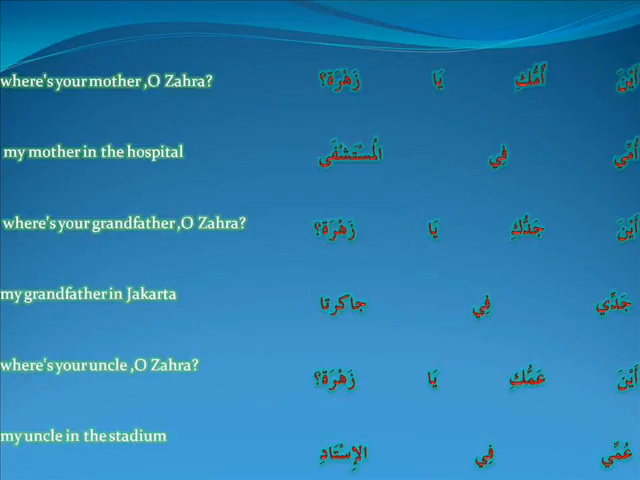 where's your mother ,O Zahra? أَيْنَ أُمُّكِ يَا زَهْرَة؟
my mother in the hospital أُمِّي فِي الْمُسْتَشْفَى
where's your grandfather ,O Zahra? أَيْنَ جَدُّكِ يَا زَهْرَة؟
my grandfather in Jakarta جَدِّي فِي جاكرتا
where's your uncle ,O Zahra? أَيْنَ عَمُّكِ يَا زَهْرَة؟
my uncle in the stadium عُمِّي فِي الإِسْتَادِ